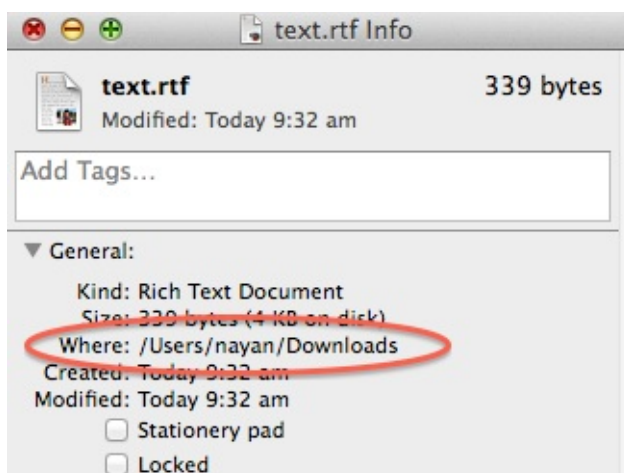 text.rtf Info
text.rtf 339 bytes
Modified: Today 9:32 am
Add Tags...
General:
Kind: Rich Text Document
Size: 339 bytes (4 KB on disk)
Where: /Users/nayan/Downloads
Created: Today 9:32 am
Modified: Today 9:32 am
Stationery pad
Locked